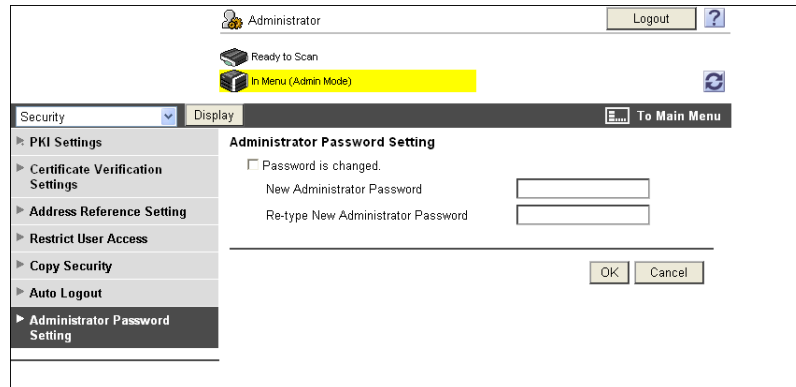 Administrator
Logout
?
Ready to Scan
In Menu (Admin Mode)
Security
Display
To Main Menu
PKI Settings
Certificate Verification
Settings
Address Reference Setting
Restrict User Access
Copy Security
Auto Logout
Administrator Password
Setting
Administrator Password Setting
Password is changed.
New Administrator Password
Re-type New Administrator Password
OK
Cancel